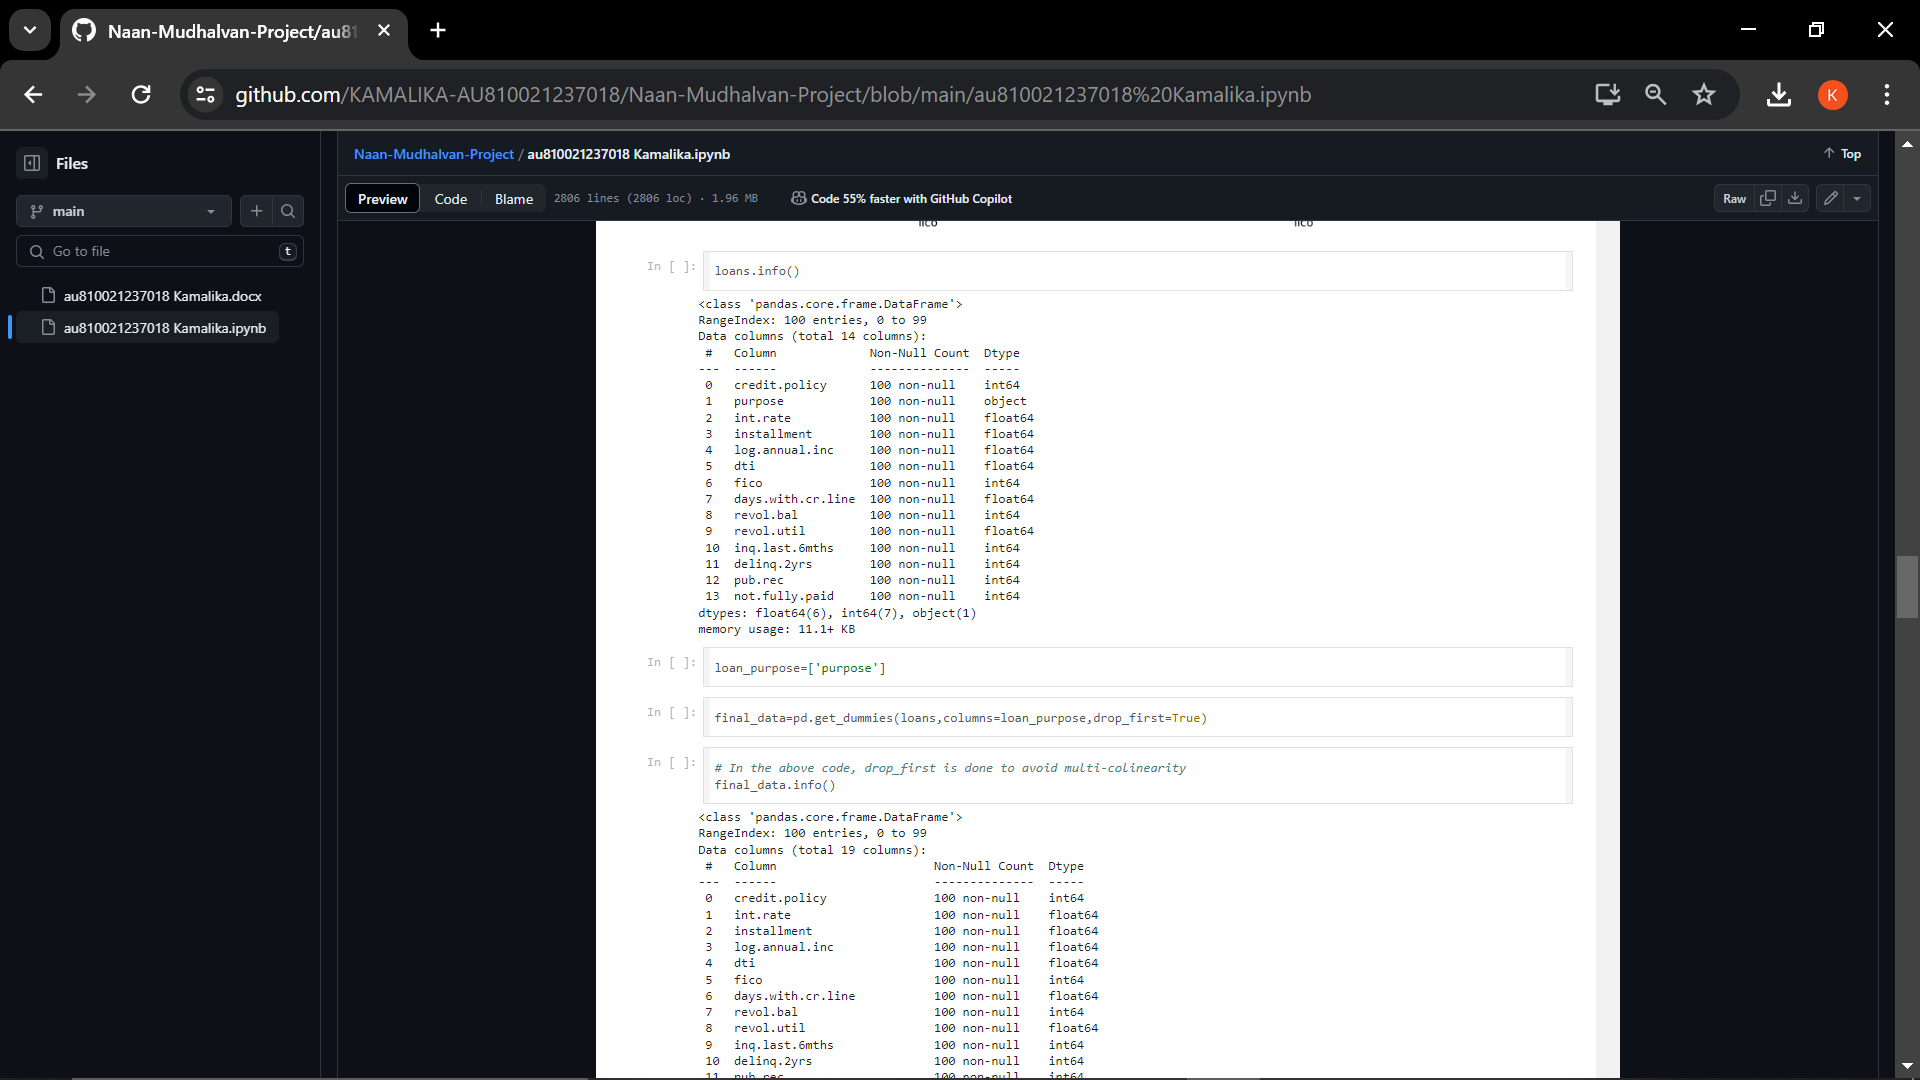 Naan-Mudhalvan-Project/au81
github.com/KAMALIKA-AU810021237018/Naan-Mudhalvan-Project/blob/main/au810021237018%20Kamalika.ipynb
K
Files
main
Go to file
t
au810021237018 Kamalika.docx
au810021237018 Kamalika.ipynb
Naan-Mudhalvan-Project / au810021237018 Kamalika.ipynb
Top
Preview
Code
Blame
2806 lines (2806 loc) · 1.96 MB
Code 55% faster with GitHub Copilot
Raw
fico fico
In [ ]: loans.info()
<class 'pandas.core.frame.DataFrame'>
RangeIndex: 100 entries, 0 to 99
Data columns (total 14 columns):
# Column Non-Null Count Dtype
--- ------ -------------- -----
0 credit.policy 100 non-null int64
1 purpose 100 non-null object
2 int.rate 100 non-null float64
3 installment 100 non-null float64
4 log.annual.inc 100 non-null float64
5 dti 100 non-null float64
6 fico 100 non-null int64
7 days.with.cr.line 100 non-null float64
8 revol.bal 100 non-null int64
9 revol.util 100 non-null float64
10 inq.last.6mths 100 non-null int64
11 delinq.2yrs 100 non-null int64
12 pub.rec 100 non-null int64
13 not.fully.paid 100 non-null int64
dtypes: float64(6), int64(7), object(1)
memory usage: 11.1+ KB
In [ ]: loan_purpose=['purpose']
In [ ]: final_data=pd.get_dummies(loans,columns=loan_purpose,drop_first=True)
In [ ]: # In the above code, drop_first is done to avoid multi-colinearity
final_data.info()
<class 'pandas.core.frame.DataFrame'>
RangeIndex: 100 entries, 0 to 99
Data columns (total 19 columns):
# Column Non-Null Count Dtype
--- ------ -------------- -----
0 credit.policy 100 non-null int64
1 int.rate 100 non-null float64
2 installment 100 non-null float64
3 log.annual.inc 100 non-null float64
4 dti 100 non-null float64
5 fico 100 non-null int64
6 days.with.cr.line 100 non-null float64
7 revol.bal 100 non-null int64
8 revol.util 100 non-null float64
9 inq.last.6mths 100 non-null int64
10 delinq.2yrs 100 non-null int64
11 pub.rec 100 non-null int64